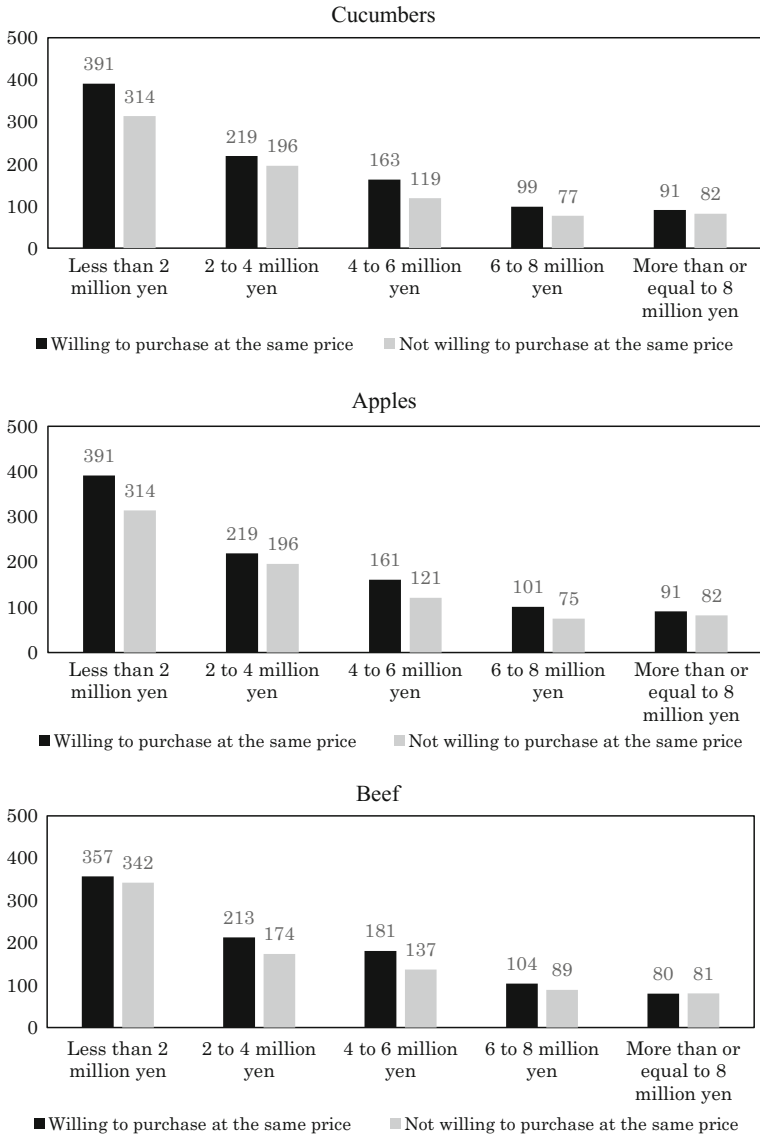 Cucumbers
500
400
300
200
100
0
391 314 219 196 163 119 99 77 91 82
Less than 2 2 to 4 million 4 to 6 million 6 to 8 million More than or
million yen yen yen yen equal to 8
million yen
Willing to purchase at the same price Not willing to purchase at the same price
Apples
500
400
300
200
100
0
391 314 219 196 161 121 101 75 91 82
Less than 2 2 to 4 million 4 to 6 million 6 to 8 million More than or
million yen yen yen yen equal to 8
million yen
Willing to purchase at the same price Not willing to purchase at the same price
Beef
500
400
300
200
100
0
357 342 213 174 181 137 104 89 80 81
Less than 2 2 to 4 million 4 to 6 million 6 to 8 million More than or
million yen yen yen yen equal to 8
million yen
Willing to purchase at the same price Not willing to purchase at the same price